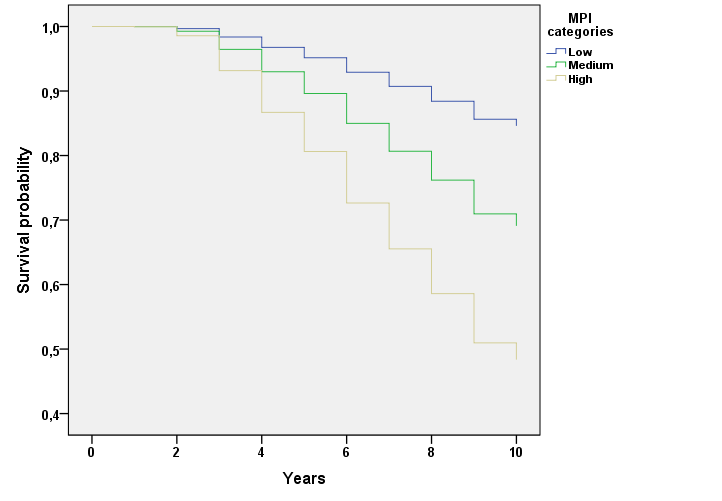 MPI
categories
Low
Medium
High
1,0
0,9
0,8
0,7
0,6
0,5
0,4
Survival probability
0 2 4 6 8 10
Years